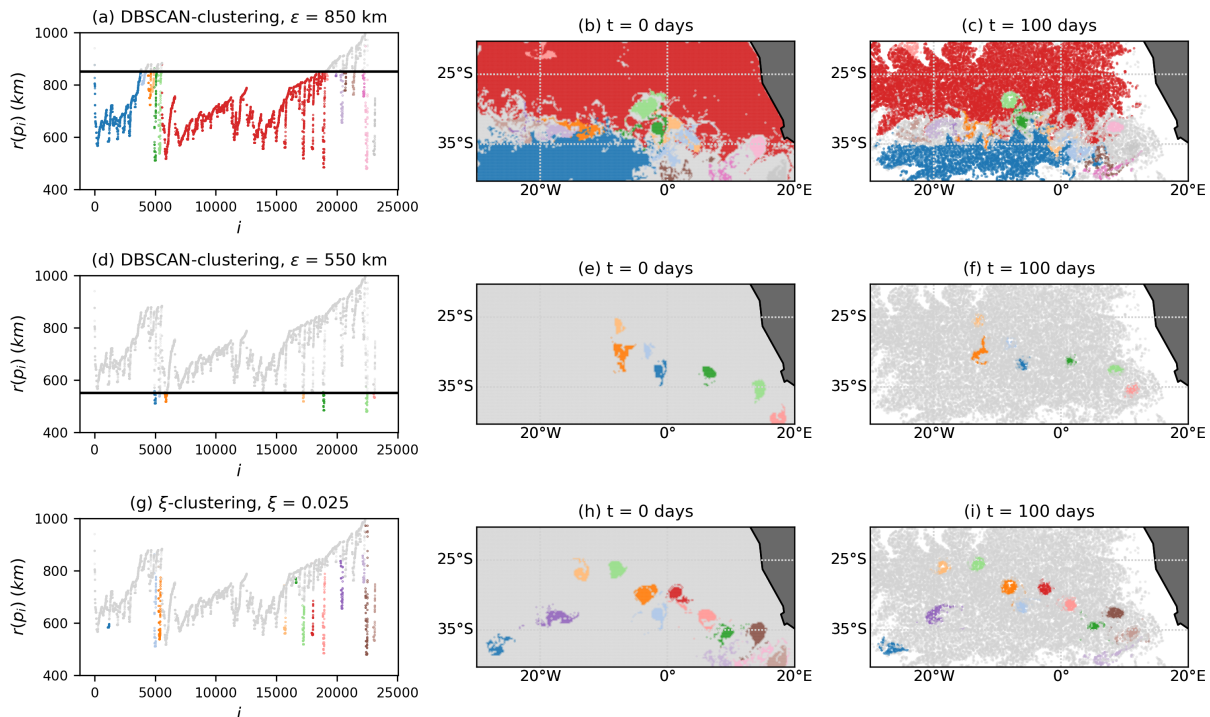 (a) DBSCAN-clustering, ε = 850 km
(b) t = 0 days
(c) t = 100 days
r(pᵢ) (km)
1000
800
600
400
0 5000 10000 15000 20000 25000
i
25°S
35°S
20°W 0° 20°E
25°S
35°S
20°W 0° 20°E
(d) DBSCAN-clustering, ε = 550 km
(e) t = 0 days
(f) t = 100 days
r(pᵢ) (km)
1000
800
600
400
0 5000 10000 15000 20000 25000
i
25°S
35°S
20°W 0° 20°E
25°S
35°S
20°W 0° 20°E
(g) ξ-clustering, ξ = 0.025
(h) t = 0 days
(i) t = 100 days
r(pᵢ) (km)
1000
800
600
400
0 5000 10000 15000 20000 25000
i
25°S
35°S
20°W 0° 20°E
25°S
35°S
20°W 0° 20°E